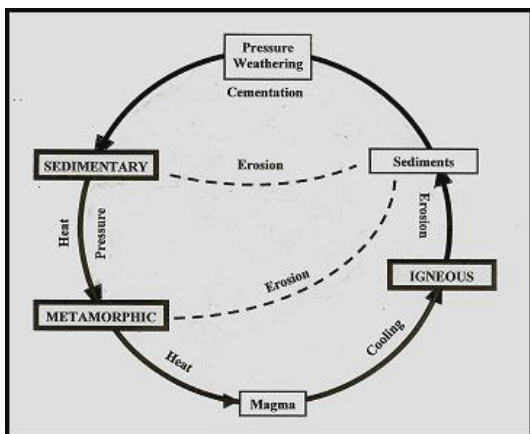 Pressure
Weathering
Cementation
SEDIMENTARY
Erosion
Sediments
Heat
Pressure
Erosion
IGNEOUS
Erosion
METAMORPHIC
Cooling
Heat
Magma